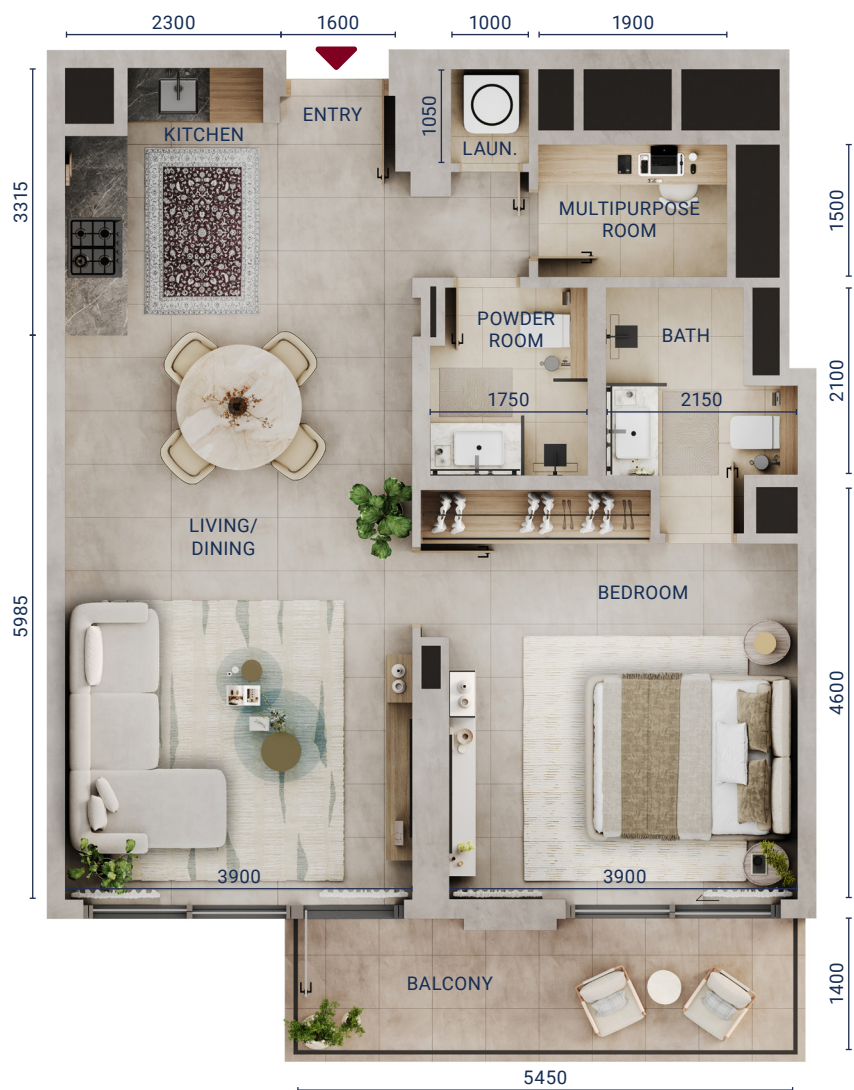 2300
1600
1000
1900
ENTRY
KITCHEN
1050
LAUN.
3315
1500
MULTIPURPOSE
ROOM
POWDER
ROOM
BATH
2100
1750
2150
LIVING/
DINING
BEDROOM
5985
4600
3900
3900
BALCONY
1400
5450